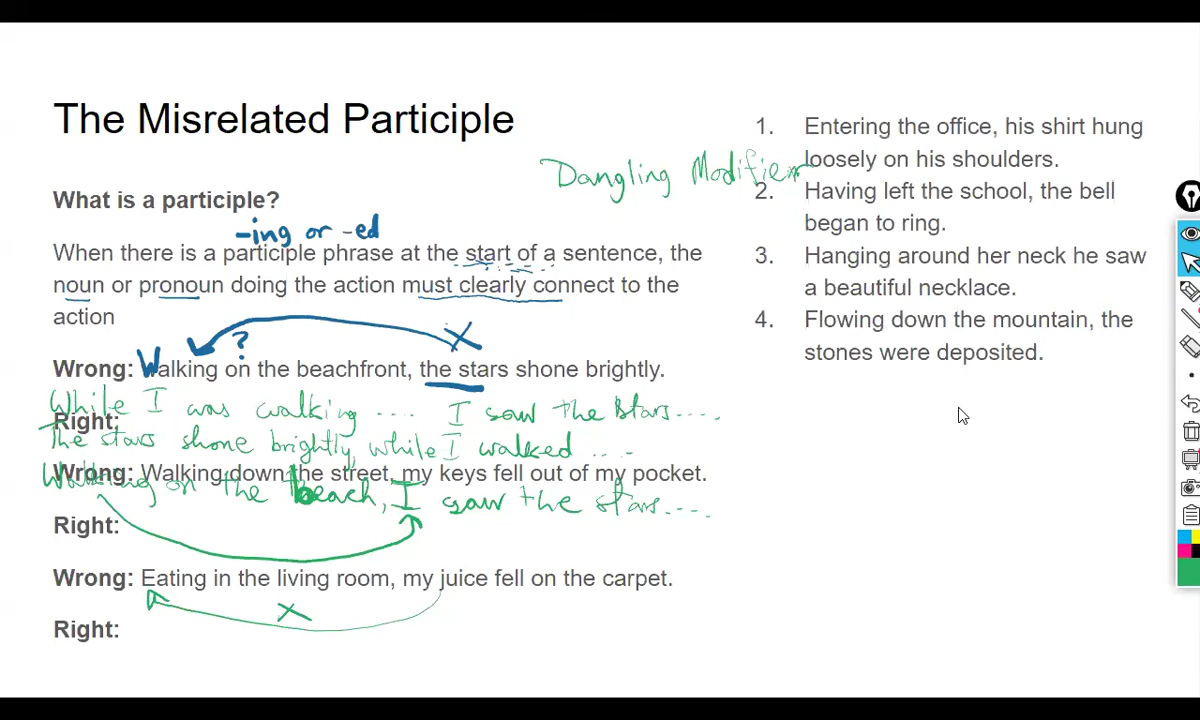 The Misrelated Participle
Dangling Modifier
What is a participle?
-ing or -ed
When there is a participle phrase at the start of a sentence, the
noun or pronoun doing the action must clearly connect to the
action
?
Wrong: Walking on the beachfront, the stars shone brightly.
While I was walking .... I saw the stars....
Right:
The stars shone brightly, while I walked ....
Wrong: Walking down the street, my keys fell out of my pocket.
Walking on the beach, I saw the stars....
Right:
Wrong: Eating in the living room, my juice fell on the carpet.
Right:
1. Entering the office, his shirt hung
loosely on his shoulders.
2. Having left the school, the bell
began to ring.
3. Hanging around her neck he saw
a beautiful necklace.
4. Flowing down the mountain, the
stones were deposited.